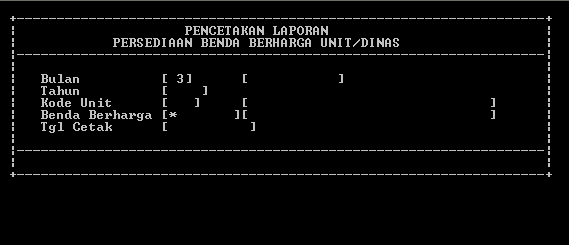 PENCETAKAN LAPORAN
PERSEDIAAN BENDA BERHARGA UNIT/DINAS
Bulan [ 3] [ ]
Tahun [ ]
Kode Unit [ ] [ ]
Benda Berharga [* ][ ]
Tgl Cetak [ ]